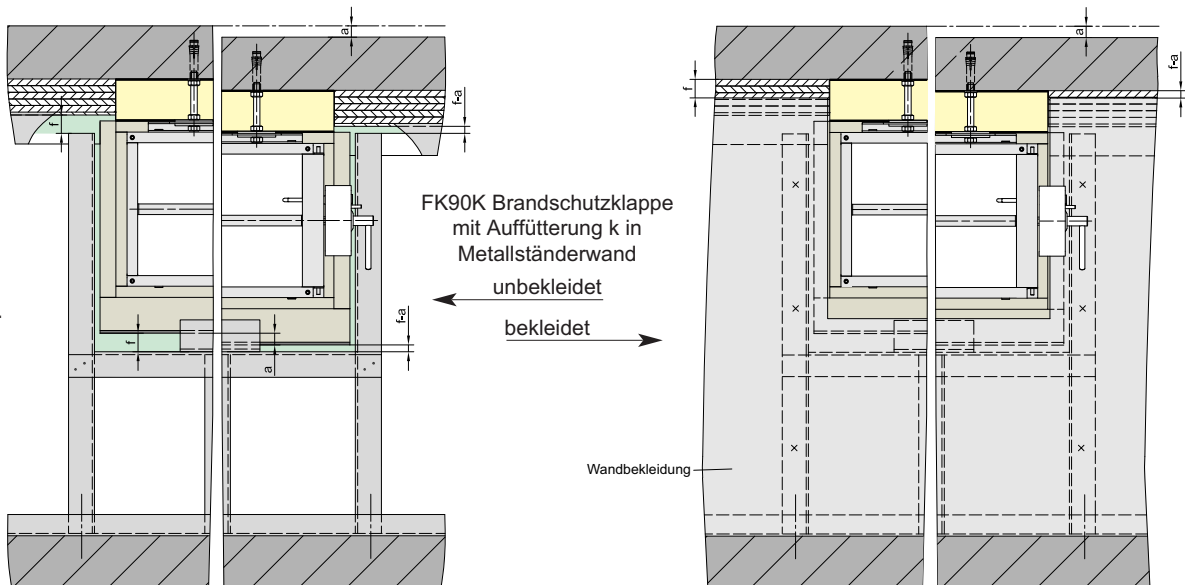 a
f-a
f
f
a
f-a
FK90K Brandschutzklappe
mit Auffütterung k in
Metallständerwand
unbekleidet
bekleidet
a
f
f-a
Wandbekleidung